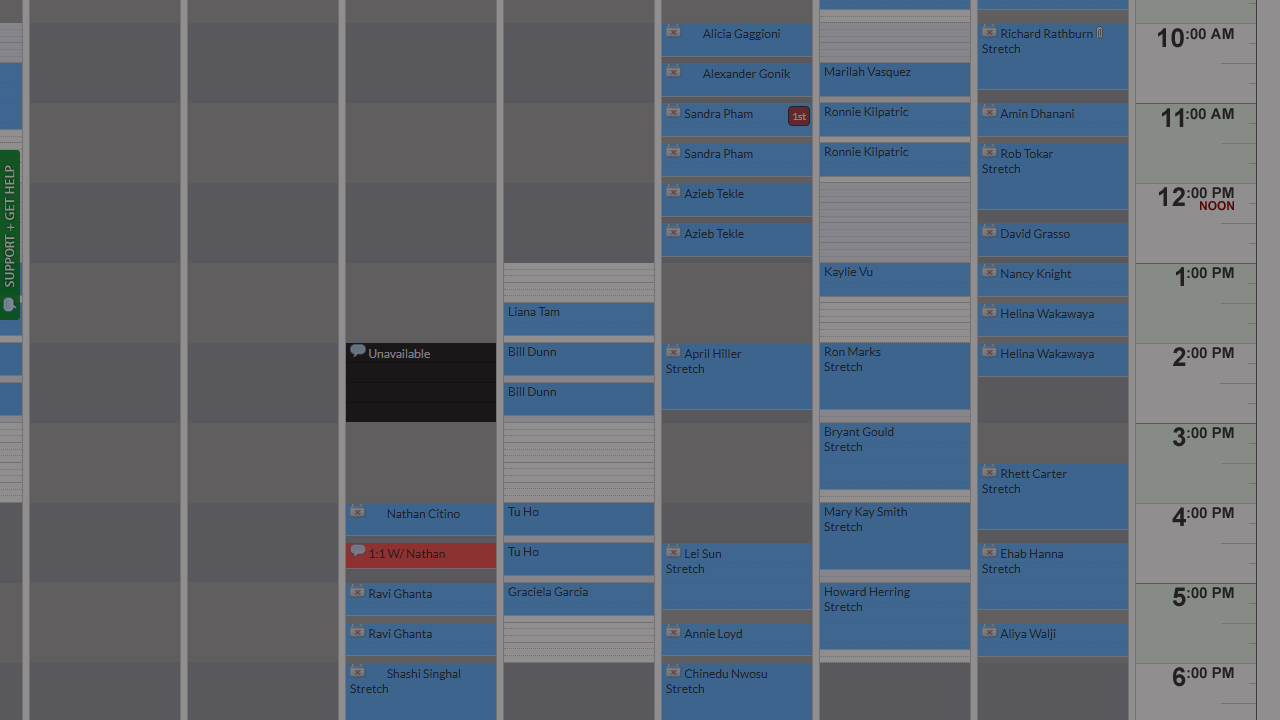 SUPPORT + GET HELP
Unavailable
Nathan Citino
1:1 W/ Nathan
Ravi Ghanta
Ravi Ghanta
Shashi Singhal
Stretch
Liana Tam
Bill Dunn
Bill Dunn
Tu Ho
Tu Ho
Graciela Garcia
Alicia Gaggioni
Alexander Gonik
Sandra Pham 1st
Sandra Pham
Azieb Tekle
Azieb Tekle
April Hiller
Stretch
Lei Sun
Stretch
Annie Loyd
Chinedu Nwosu
Stretch
Marilah Vasquez
Ronnie Kilpatric
Ronnie Kilpatric
Kaylie Vu
Ron Marks
Stretch
Bryant Gould
Stretch
Mary Kay Smith
Stretch
Howard Herring
Stretch
Richard Rathburn
Stretch
Amin Dhanani
Rob Tokar
Stretch
David Grasso
Nancy Knight
Helina Wakawaya
Helina Wakawaya
Rhett Carter
Stretch
Ehab Hanna
Stretch
Aliya Walji
10:00 AM
11:00 AM
12:00 PM
NOON
1:00 PM
2:00 PM
3:00 PM
4:00 PM
5:00 PM
6:00 PM